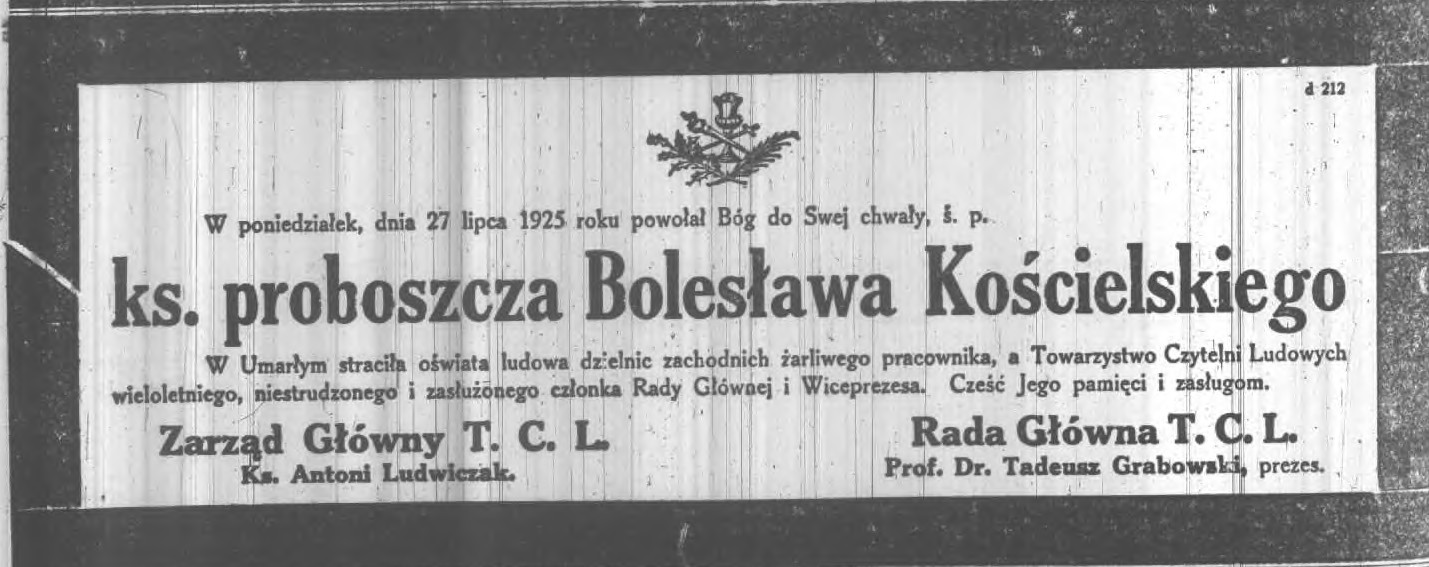 d 212
W poniedziałek, dnia 27 lipca 1925 roku powołał Bóg do Swej chwały, ś. p.
ks. proboszcza Bolesława Kościelskiego
W Umarłym straciła oświata ludowa dzielnic zachodnich żarliwego pracownika, a Towarzystwo Czytelni Ludowych
wieloletniego, niestrudzonego i zasłużonego członka Rady Głównej i Wiceprezesa. Cześć Jego pamięci i zasługom.
Zarząd Główny T. C. L.
Ks. Antoni Ludwiczak.
Rada Główna T. C. L.
Prof. Dr. Tadeusz Grabowski, prezes.